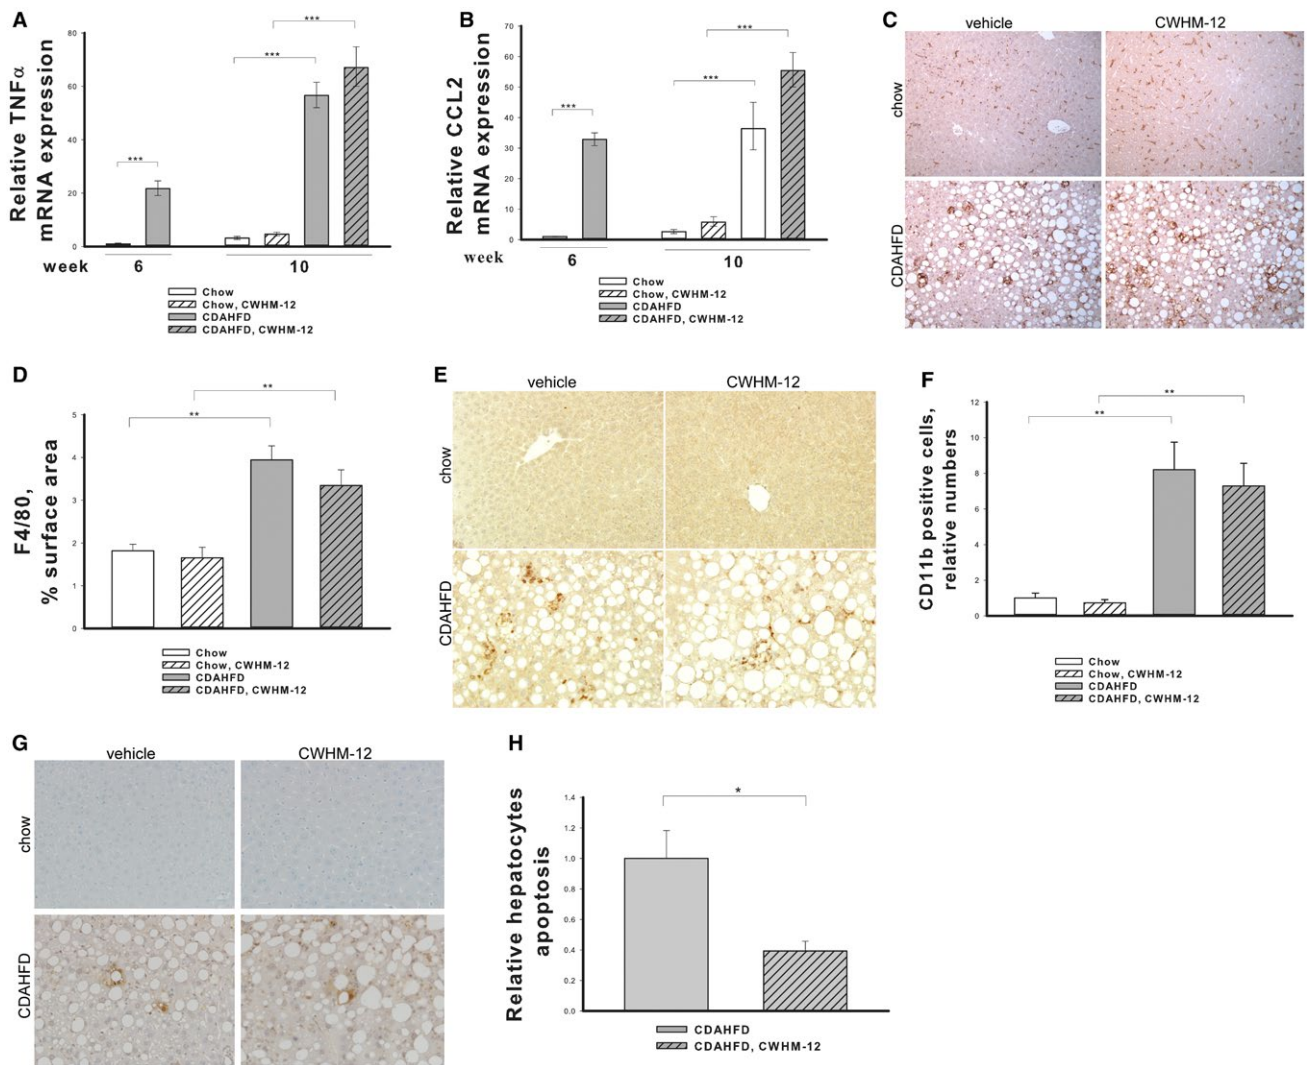 A
Relative TNFα
mRNA expression
80
60
40
20
0
***
***
***
week
6
10
Chow
Chow, CWHM-12
CDAHFD
CDAHFD, CWHM-12
B
Relative CCL2
mRNA expression
70
60
50
40
30
20
10
0
***
***
***
week
6
10
Chow
Chow, CWHM-12
CDAHFD
CDAHFD, CWHM-12
C
vehicle
CWHM-12
chow
CDAHFD
D
F4/80,
% surface area
5
4
3
2
1
0
**
**
Chow
Chow, CWHM-12
CDAHFD
CDAHFD, CWHM-12
E
vehicle
CWHM-12
chow
CDAHFD
F
CD11b positive cells,
relative numbers
12
10
8
6
4
2
0
**
**
Chow
Chow, CWHM-12
CDAHFD
CDAHFD, CWHM-12
G
vehicle
CWHM-12
chow
CDAHFD
H
Relative hepatocytes
apoptosis
1.4
1.2
1.0
0.8
0.6
0.4
0.2
0.0
*
CDAHFD
CDAHFD, CWHM-12